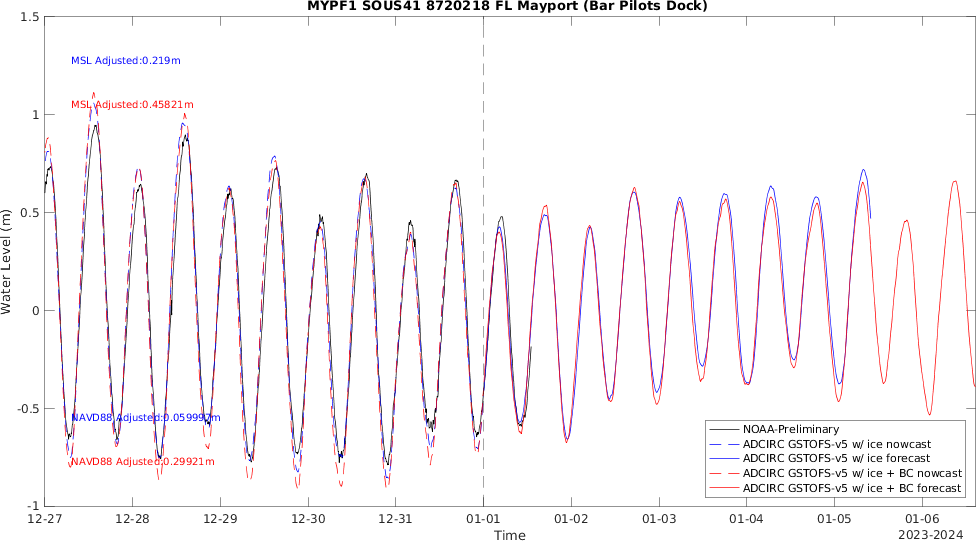 MYPF1 SOUS41 8720218 FL Mayport (Bar Pilots Dock)
1.5
1
0.5
0
-0.5
-1
Water Level (m)
MSL Adjusted:0.219m
MSL Adjusted:0.45821m
NAVD88 Adjusted:0.059997m
NAVD88 Adjusted:0.29921m
NOAA-Preliminary
ADCIRC GSTOFS-v5 w/ ice nowcast
ADCIRC GSTOFS-v5 w/ ice forecast
ADCIRC GSTOFS-v5 w/ ice + BC nowcast
ADCIRC GSTOFS-v5 w/ ice + BC forecast
12-27
12-28
12-29
12-30
12-31
01-01
01-02
01-03
01-04
01-05
01-06
Time
2023-2024